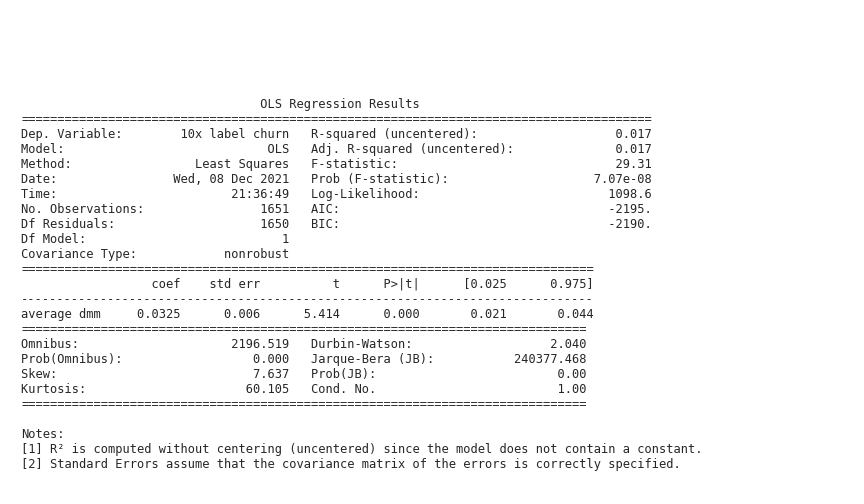 OLS Regression Results
=======================================================================================
Dep. Variable:        10x label churn   R-squared (uncentered):                   0.017
Model:                            OLS   Adj. R-squared (uncentered):              0.017
Method:                 Least Squares   F-statistic:                              29.31
Date:                Wed, 08 Dec 2021   Prob (F-statistic):                    7.07e-08
Time:                        21:36:49   Log-Likelihood:                          1098.6
No. Observations:                1651   AIC:                                     -2195.
Df Residuals:                    1650   BIC:                                     -2190.
Df Model:                           1
Covariance Type:            nonrobust
===============================================================================
                  coef    std err          t      P>|t|      [0.025      0.975]
-------------------------------------------------------------------------------
average dmm     0.0325      0.006      5.414      0.000       0.021       0.044
==============================================================================
Omnibus:                     2196.519   Durbin-Watson:                   2.040
Prob(Omnibus):                  0.000   Jarque-Bera (JB):           240377.468
Skew:                           7.637   Prob(JB):                         0.00
Kurtosis:                      60.105   Cond. No.                         1.00
==============================================================================
Notes:
[1] R² is computed without centering (uncentered) since the model does not contain a constant.
[2] Standard Errors assume that the covariance matrix of the errors is correctly specified.